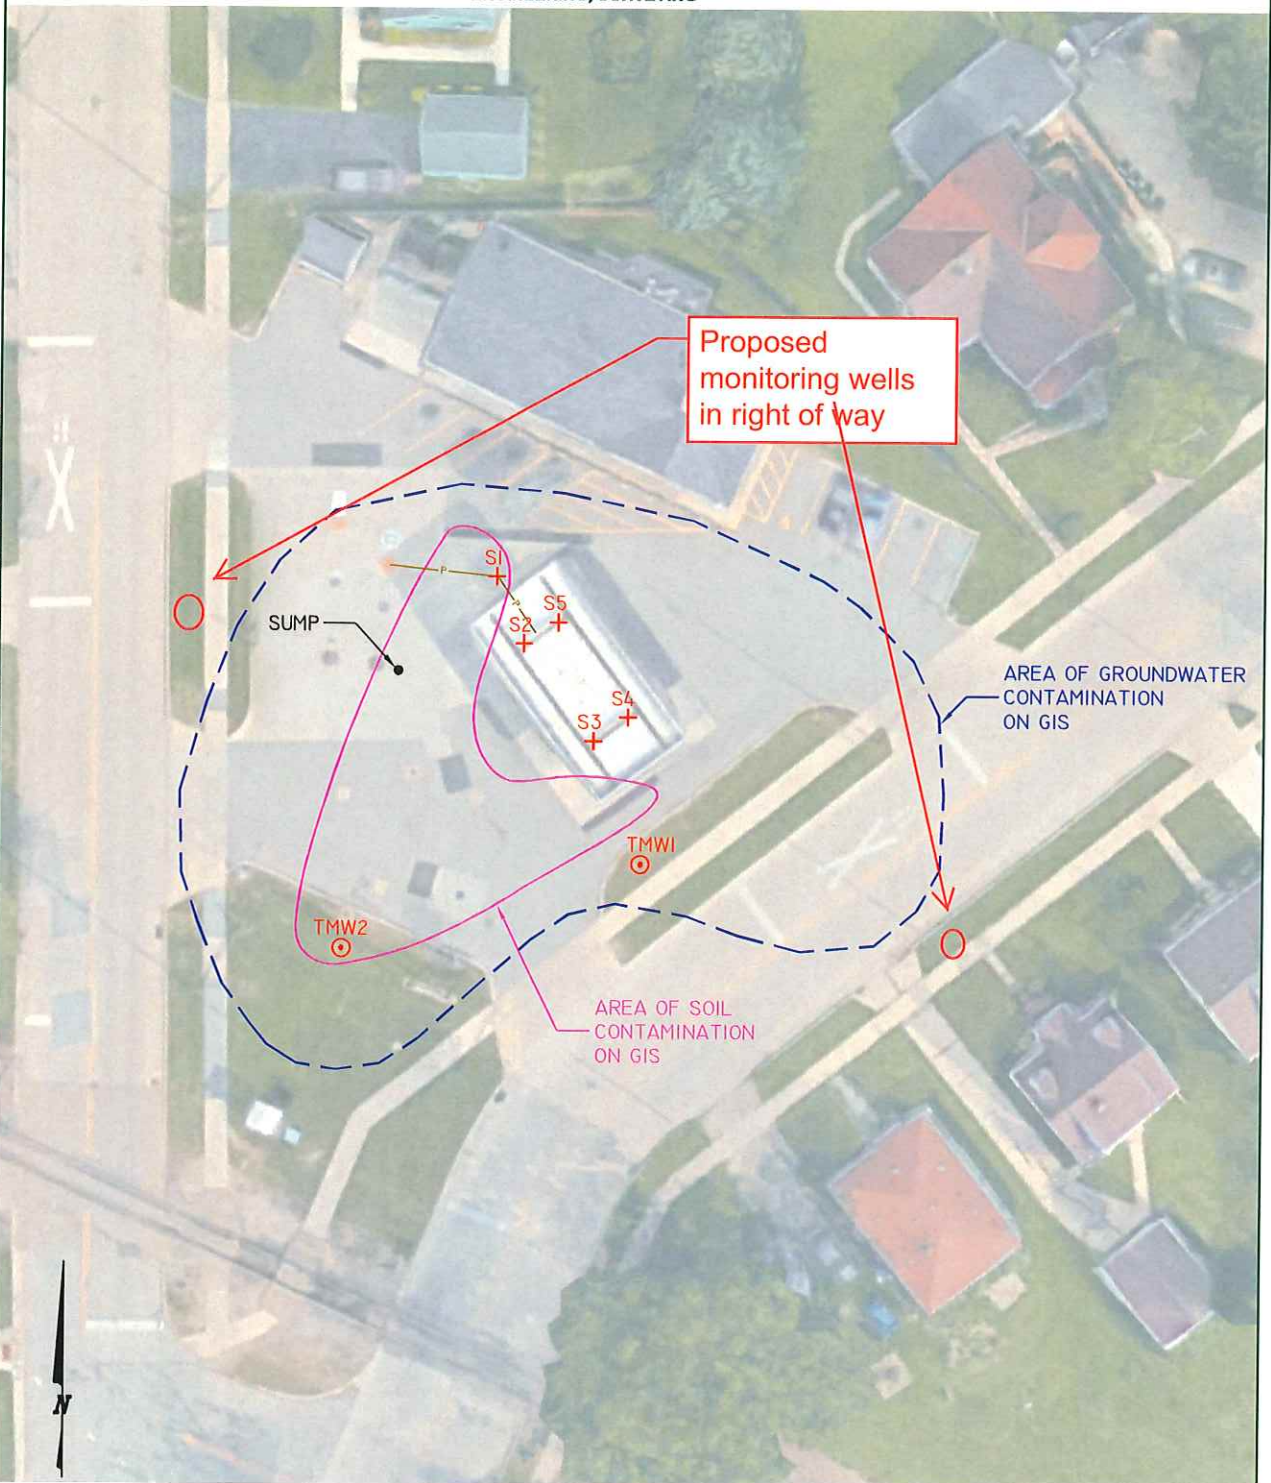 Proposed
monitoring wells
in right of way
S1
P
P
S5
S2
SUMP
S4
S3
AREA OF GROUNDWATER
CONTAMINATION
ON GIS
TMW1
TMW2
AREA OF SOIL
CONTAMINATION
ON GIS
N